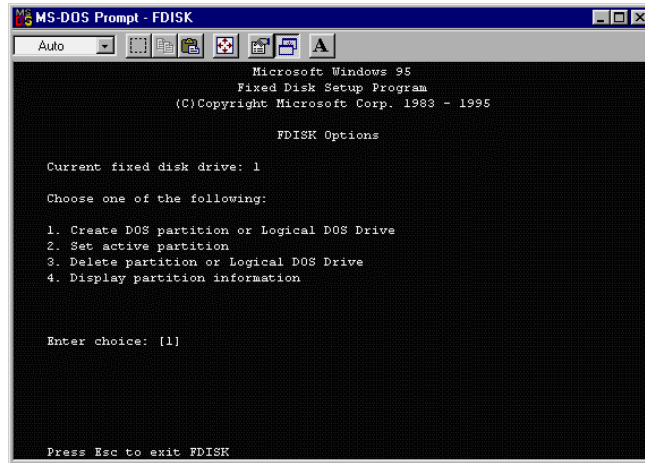 MS-DOS Prompt - FDISK
Auto
A
Microsoft Windows 95
Fixed Disk Setup Program
(C)Copyright Microsoft Corp. 1983 - 1995
FDISK Options
Current fixed disk drive: 1
Choose one of the following:
1. Create DOS partition or Logical DOS Drive
2. Set active partition
3. Delete partition or Logical DOS Drive
4. Display partition information
Enter choice: [1]
Press Esc to exit FDISK